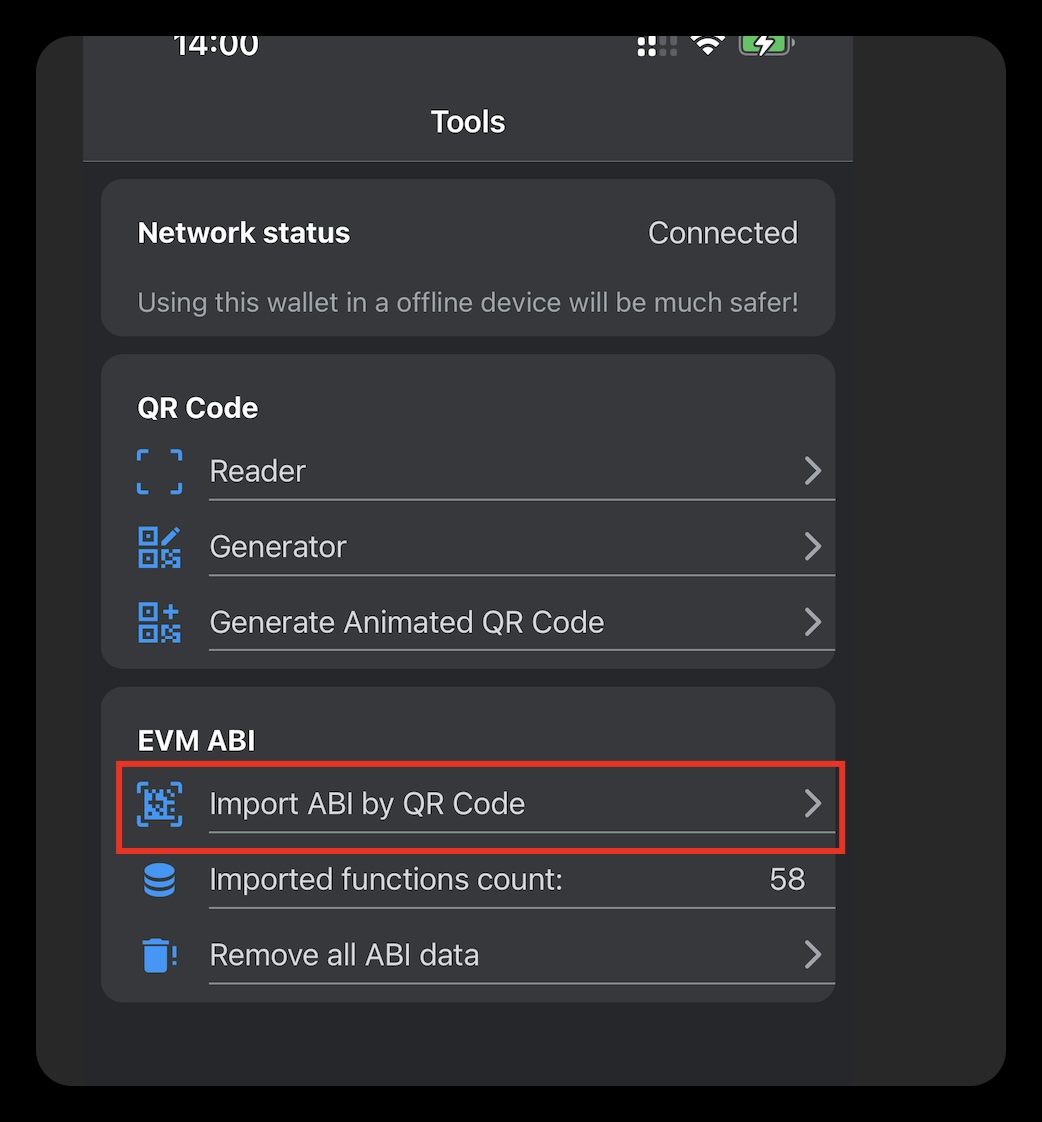 14:00
Tools
Network status Connected
Using this wallet in a offline device will be much safer!
QR Code
Reader
Generator
Generate Animated QR Code
EVM ABI
Import ABI by QR Code
Imported functions count: 58
Remove all ABI data